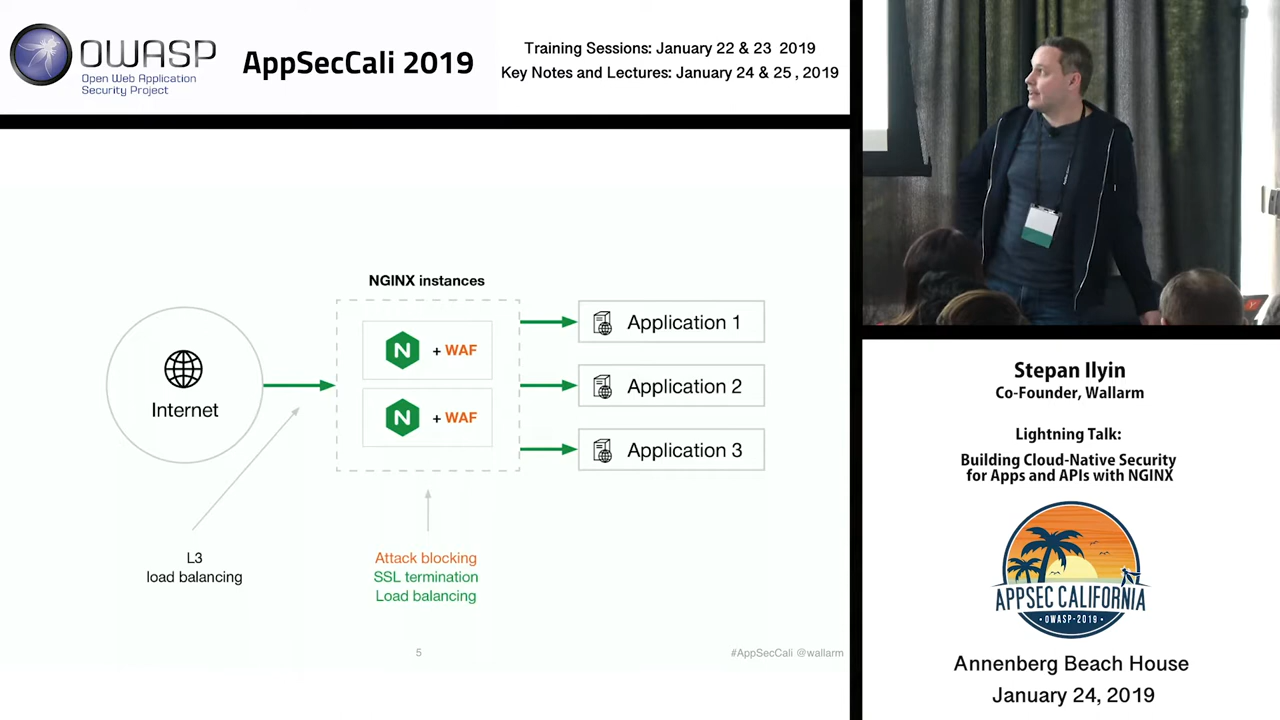 OWASP
Open Web Application
Security Project
AppSecCali 2019
Training Sessions: January 22 & 23 2019
Key Notes and Lectures: January 24 & 25 , 2019
NGINX instances
Internet
N + WAF
N + WAF
Application 1
Application 2
Application 3
L3
load balancing
Attack blocking
SSL termination
Load balancing
5
#AppSecCali @wallarm
Stepan Ilyin
Co-Founder, Wallarm
Lightning Talk:
Building Cloud-Native Security
for Apps and APIs with NGINX
APPSEC CALIFORNIA
OWASP-2019
Annenberg Beach House
January 24, 2019